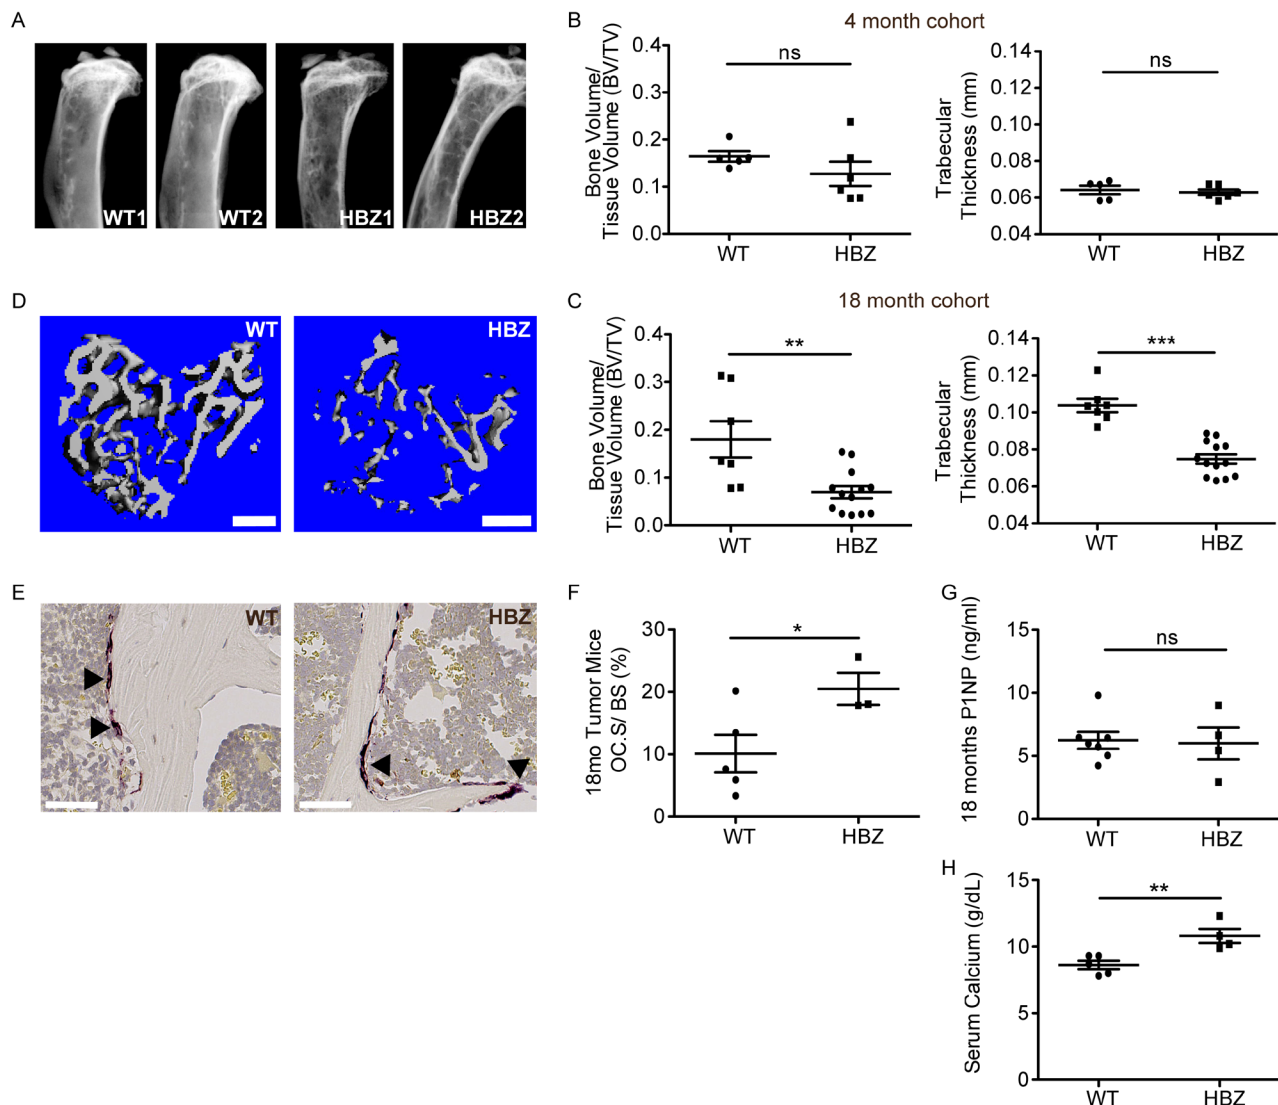 A
WT1
WT2
HBZ1
HBZ2
B
4 month cohort
Bone Volume/
Tissue Volume (BV/TV)
0.4
0.3
0.2
0.1
0.0
ns
WT
HBZ
Trabecular
Thickness (mm)
0.14
0.12
0.10
0.08
0.06
0.04
ns
WT
HBZ
D
WT
HBZ
C
18 month cohort
Bone Volume/
Tissue Volume (BV/TV)
0.4
0.3
0.2
0.1
0.0
**
WT
HBZ
Trabecular
Thickness (mm)
0.14
0.12
0.10
0.08
0.06
0.04
***
WT
HBZ
E
WT
HBZ
F
18mo Tumor Mice
OC.S/ BS (%)
30
20
10
0
*
WT
HBZ
G
18 months P1NP (ng/ml)
15
10
5
0
ns
WT
HBZ
H
Serum Calcium (g/dL)
15
10
5
0
**
WT
HBZ